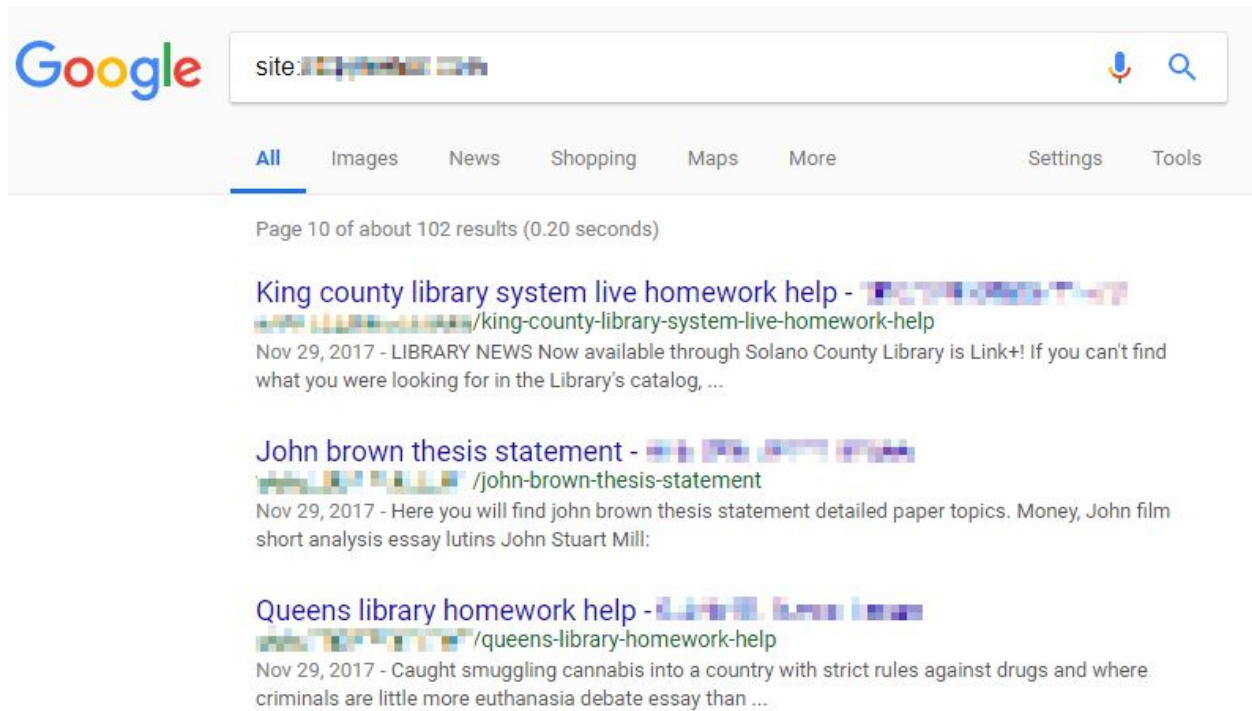 Google
site:
All Images News Shopping Maps More Settings Tools
Page 10 of about 102 results (0.20 seconds)
King county library system live homework help -
/king-county-library-system-live-homework-help
Nov 29, 2017 - LIBRARY NEWS Now available through Solano County Library is Link+! If you can't find
what you were looking for in the Library's catalog, ...
John brown thesis statement -
/john-brown-thesis-statement
Nov 29, 2017 - Here you will find john brown thesis statement detailed paper topics. Money, John film
short analysis essay lutins John Stuart Mill:
Queens library homework help -
/queens-library-homework-help
Nov 29, 2017 - Caught smuggling cannabis into a country with strict rules against drugs and where
criminals are little more euthanasia debate essay than ...